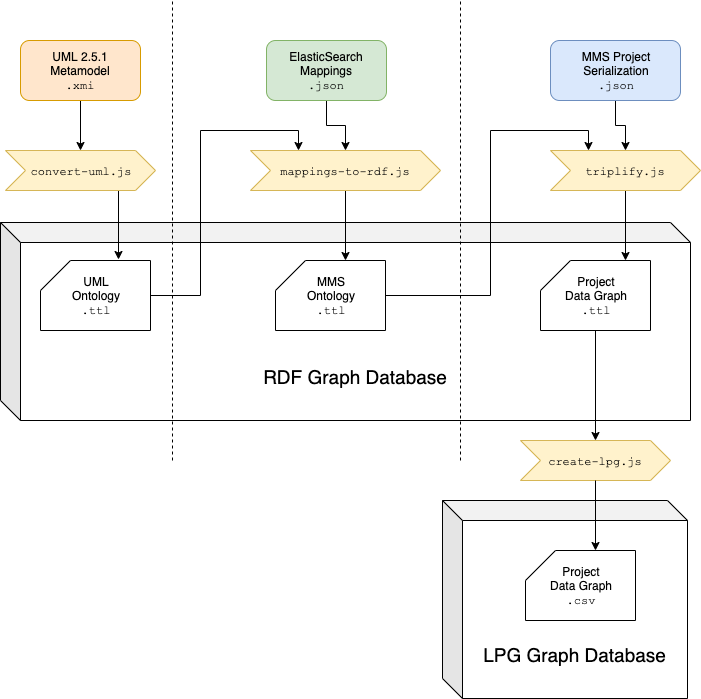 UML 2.5.1
Metamodel
.xmi
ElasticSearch
Mappings
.json
MMS Project
Serialization
.json
convert-uml.js
mappings-to-rdf.js
triplify.js
UML
Ontology
.ttl
MMS
Ontology
.ttl
Project
Data Graph
.ttl
RDF Graph Database
create-lpg.js
Project
Data Graph
.csv
LPG Graph Database